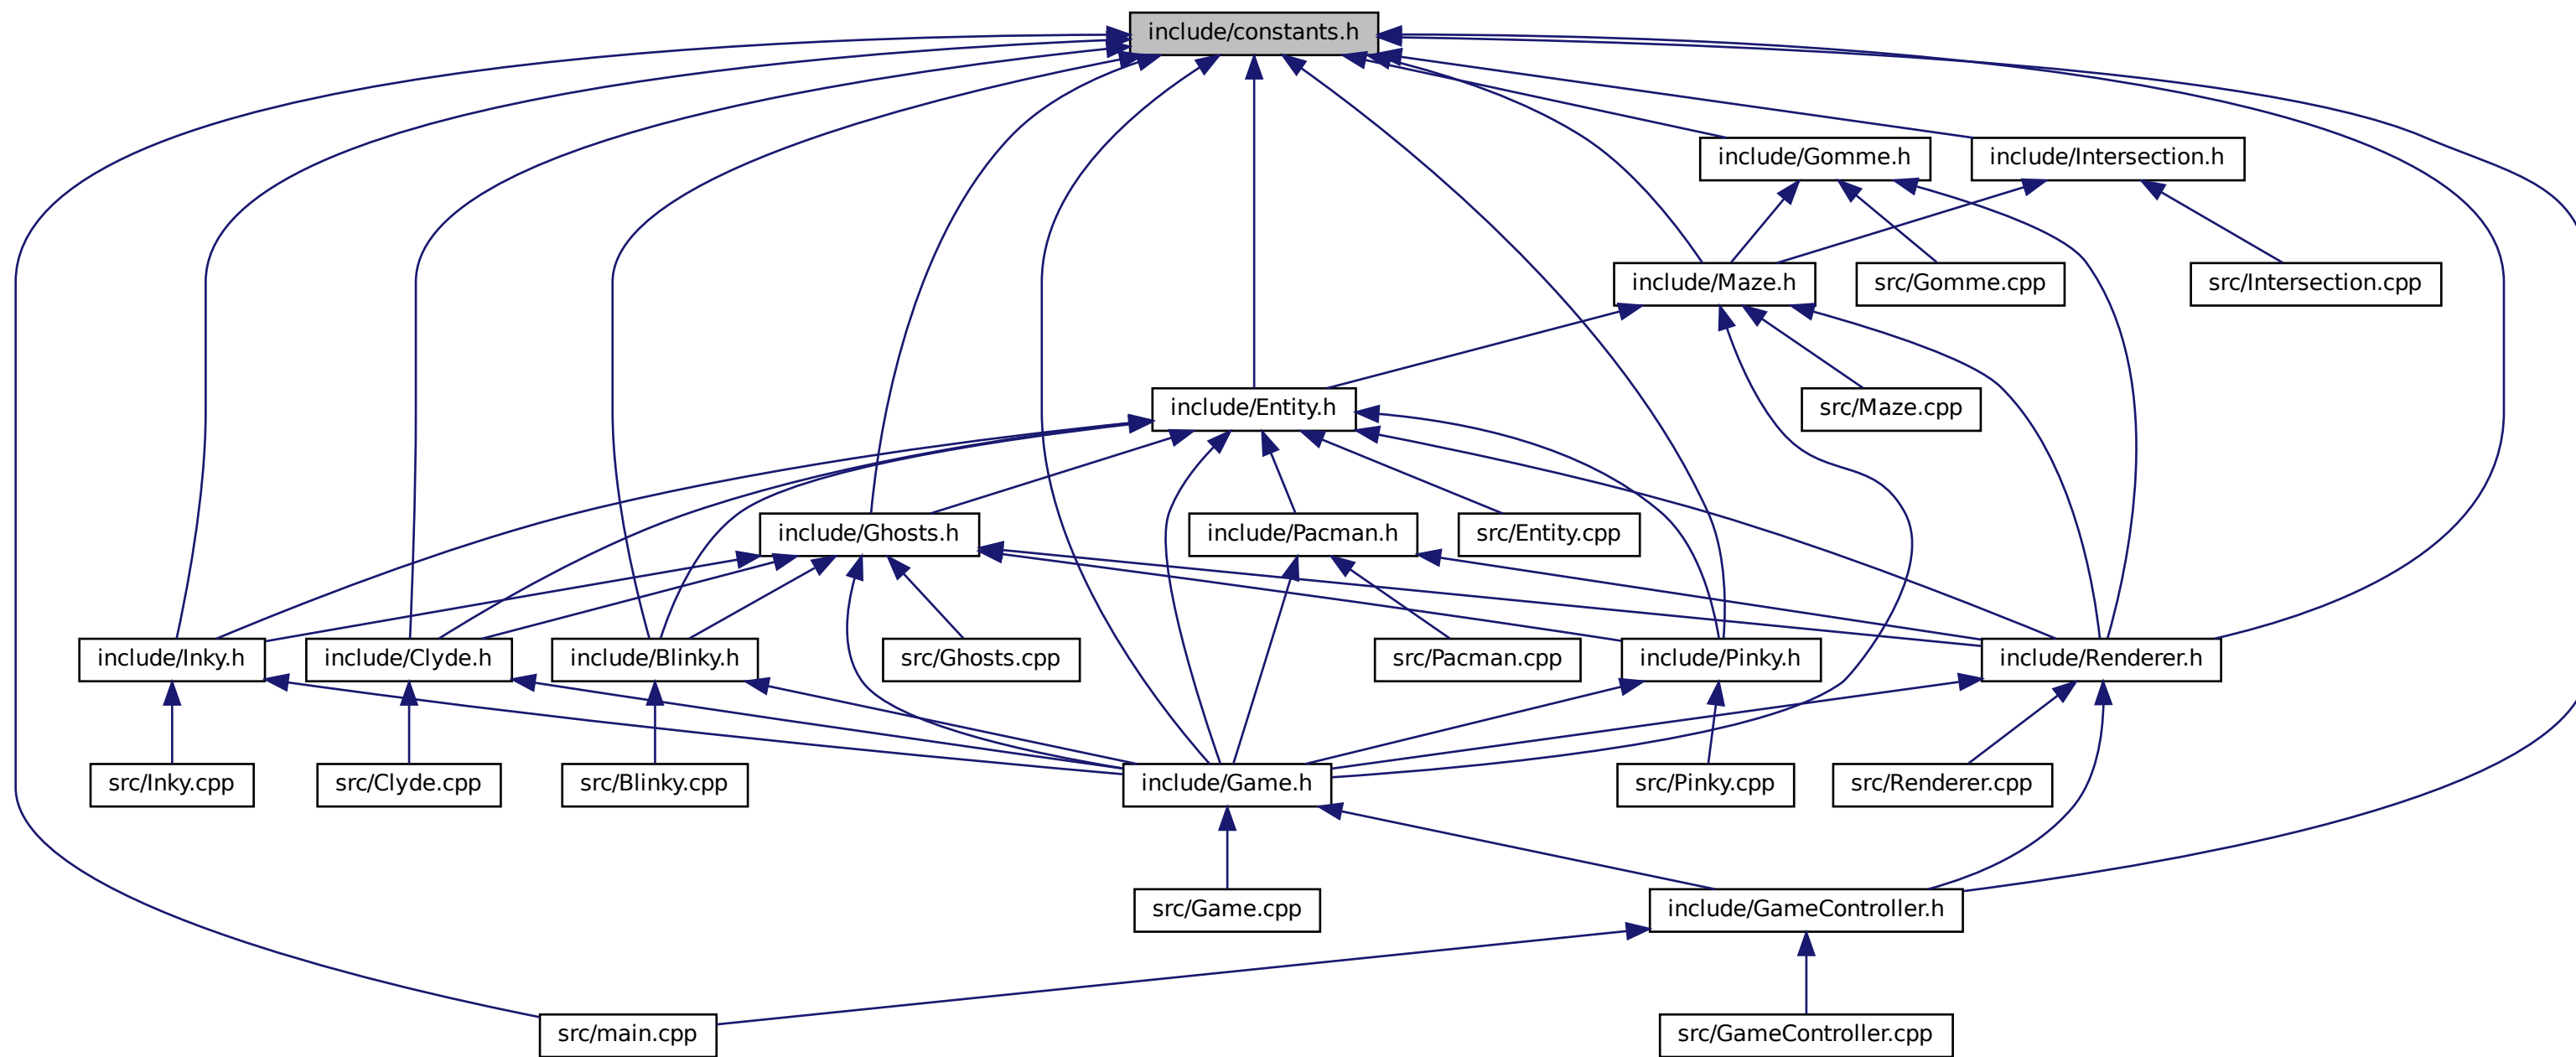 include/constants.h
include/Gomme.h
include/Intersection.h
include/Maze.h
src/Gomme.cpp
src/Intersection.cpp
include/Entity.h
src/Maze.cpp
include/Ghosts.h
include/Pacman.h
src/Entity.cpp
include/Inky.h
include/Clyde.h
include/Blinky.h
src/Ghosts.cpp
src/Pacman.cpp
include/Pinky.h
include/Renderer.h
src/Inky.cpp
src/Clyde.cpp
src/Blinky.cpp
include/Game.h
src/Pinky.cpp
src/Renderer.cpp
src/Game.cpp
include/GameController.h
src/main.cpp
src/GameController.cpp